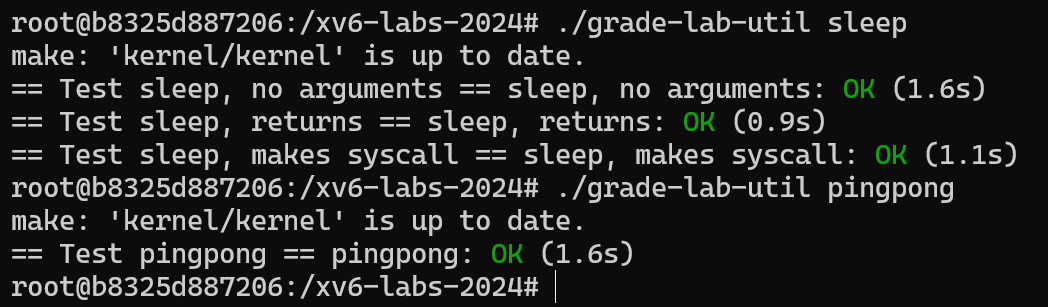 root@b8325d887206:/xv6-labs-2024# ./grade-lab-util sleep
make: 'kernel/kernel' is up to date.
== Test sleep, no arguments == sleep, no arguments: OK (1.6s)
== Test sleep, returns == sleep, returns: OK (0.9s)
== Test sleep, makes syscall == sleep, makes syscall: OK (1.1s)
root@b8325d887206:/xv6-labs-2024# ./grade-lab-util pingpong
make: 'kernel/kernel' is up to date.
== Test pingpong == pingpong: OK (1.6s)
root@b8325d887206:/xv6-labs-2024#